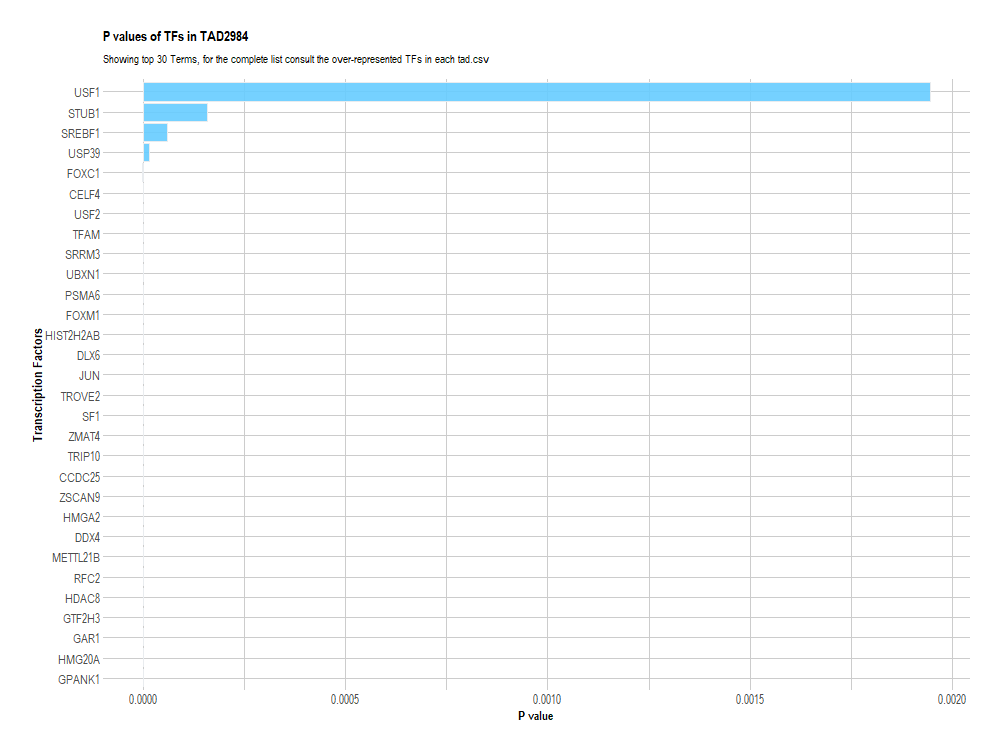 P values of TFs in TAD2984
Showing top 30 Terms, for the complete list consult the over-represented TFs in each tad.csv
Transcription Factors
USF1
STUB1
SREBF1
USP39
FOXC1
CELF4
USF2
TFAM
SRRM3
UBXN1
PSMA6
FOXM1
HIST2H2AB
DLX6
JUN
TROVE2
SF1
ZMAT4
TRIP10
CCDC25
ZSCAN9
HMGA2
DDX4
METTL21B
RFC2
HDAC8
GTF2H3
GAR1
HMG20A
GPANK1
0.0000 0.0005 0.0010 0.0015 0.0020
P value